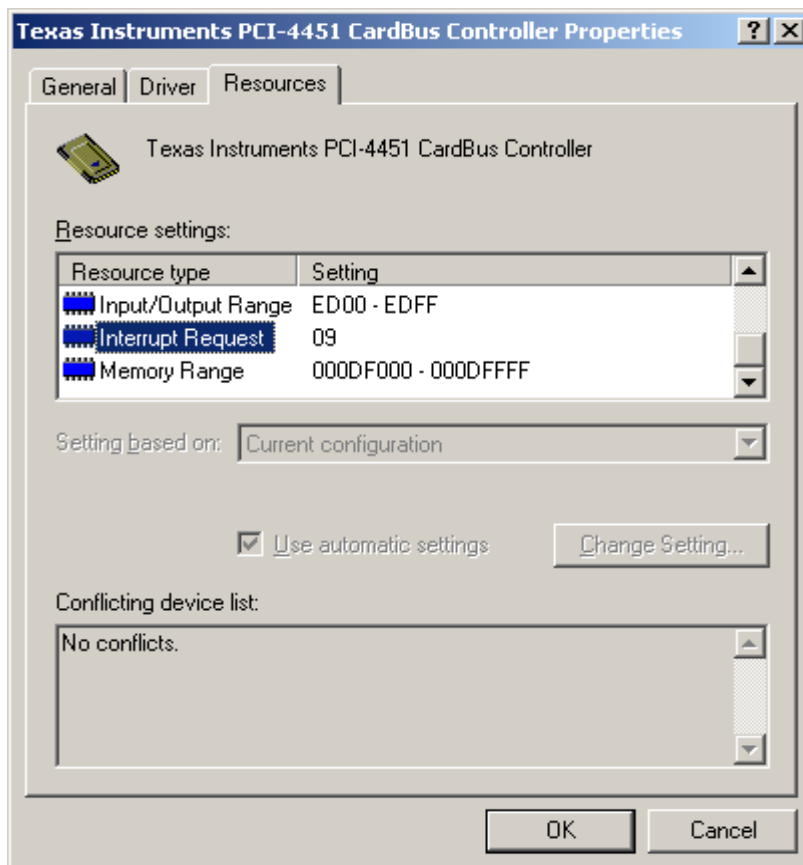 Texas Instruments PCI-4451 CardBus Controller Properties
General Driver Resources
Texas Instruments PCI-4451 CardBus Controller
Resource settings:
Resource type Setting
Input/Output Range ED00 - EDFF
Interrupt Request 09
Memory Range 000DF000 - 000DFFFF
Setting based on: Current configuration
Use automatic settings Change Setting...
Conflicting device list:
No conflicts.
OK Cancel